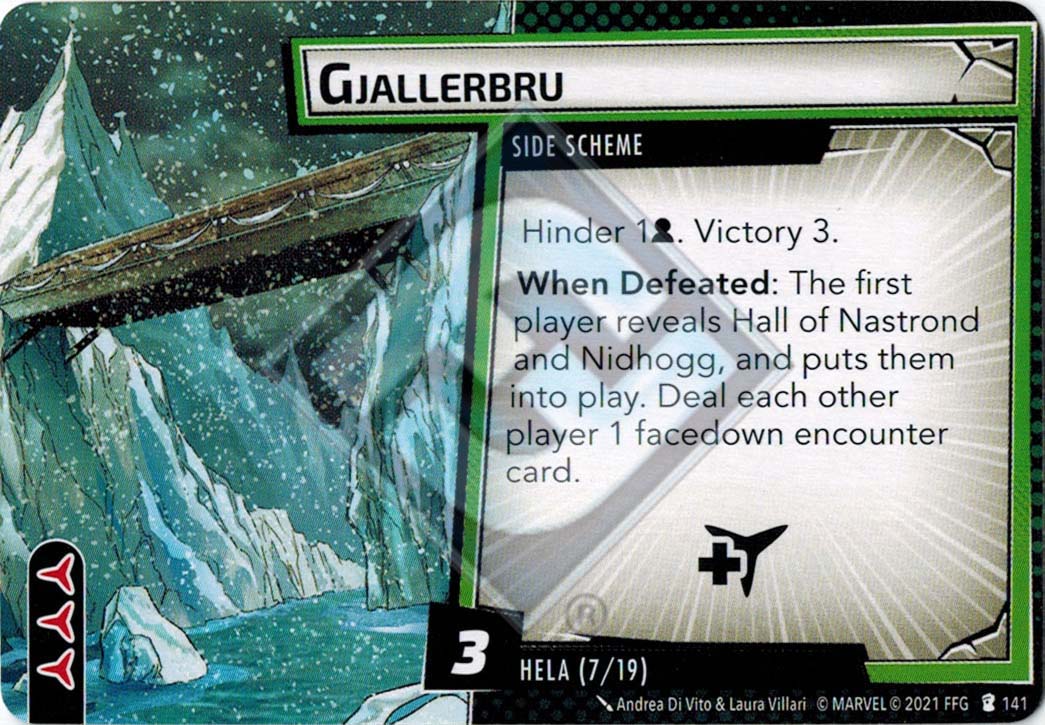 GJALLERBRU
SIDE SCHEME
Hinder 1. Victory 3.
When Defeated: The first
player reveals Hall of Nastrond
and Nidhogg, and puts them
into play. Deal each other
player 1 facedown encounter
card.
®
3
HELA (7/19)
Andrea Di Vito & Laura Villari © MARVEL © 2021 FFG 141